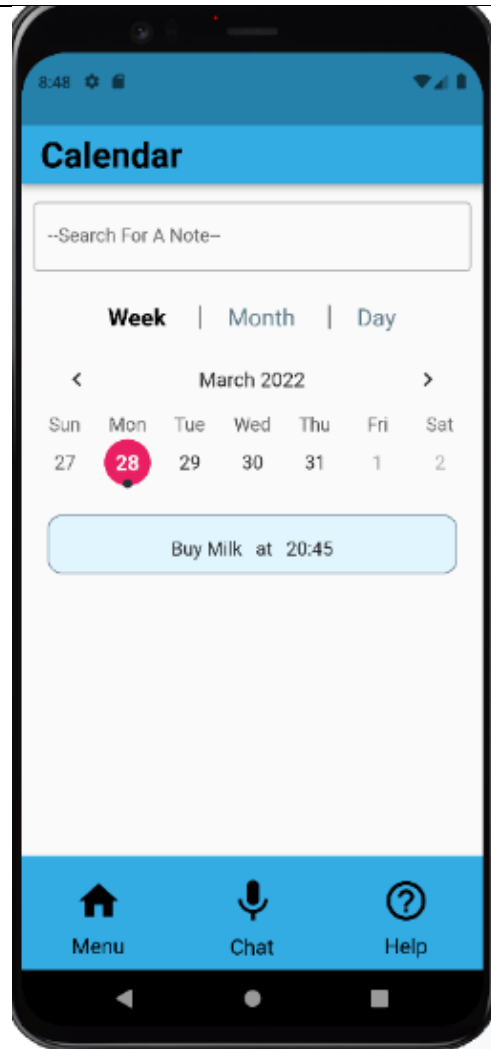 8:48
Calendar
--Search For A Note--
Week | Month | Day
< March 2022 >
Sun Mon Tue Wed Thu Fri Sat
27 28 29 30 31 1 2
Buy Milk at 20:45
Menu Chat Help